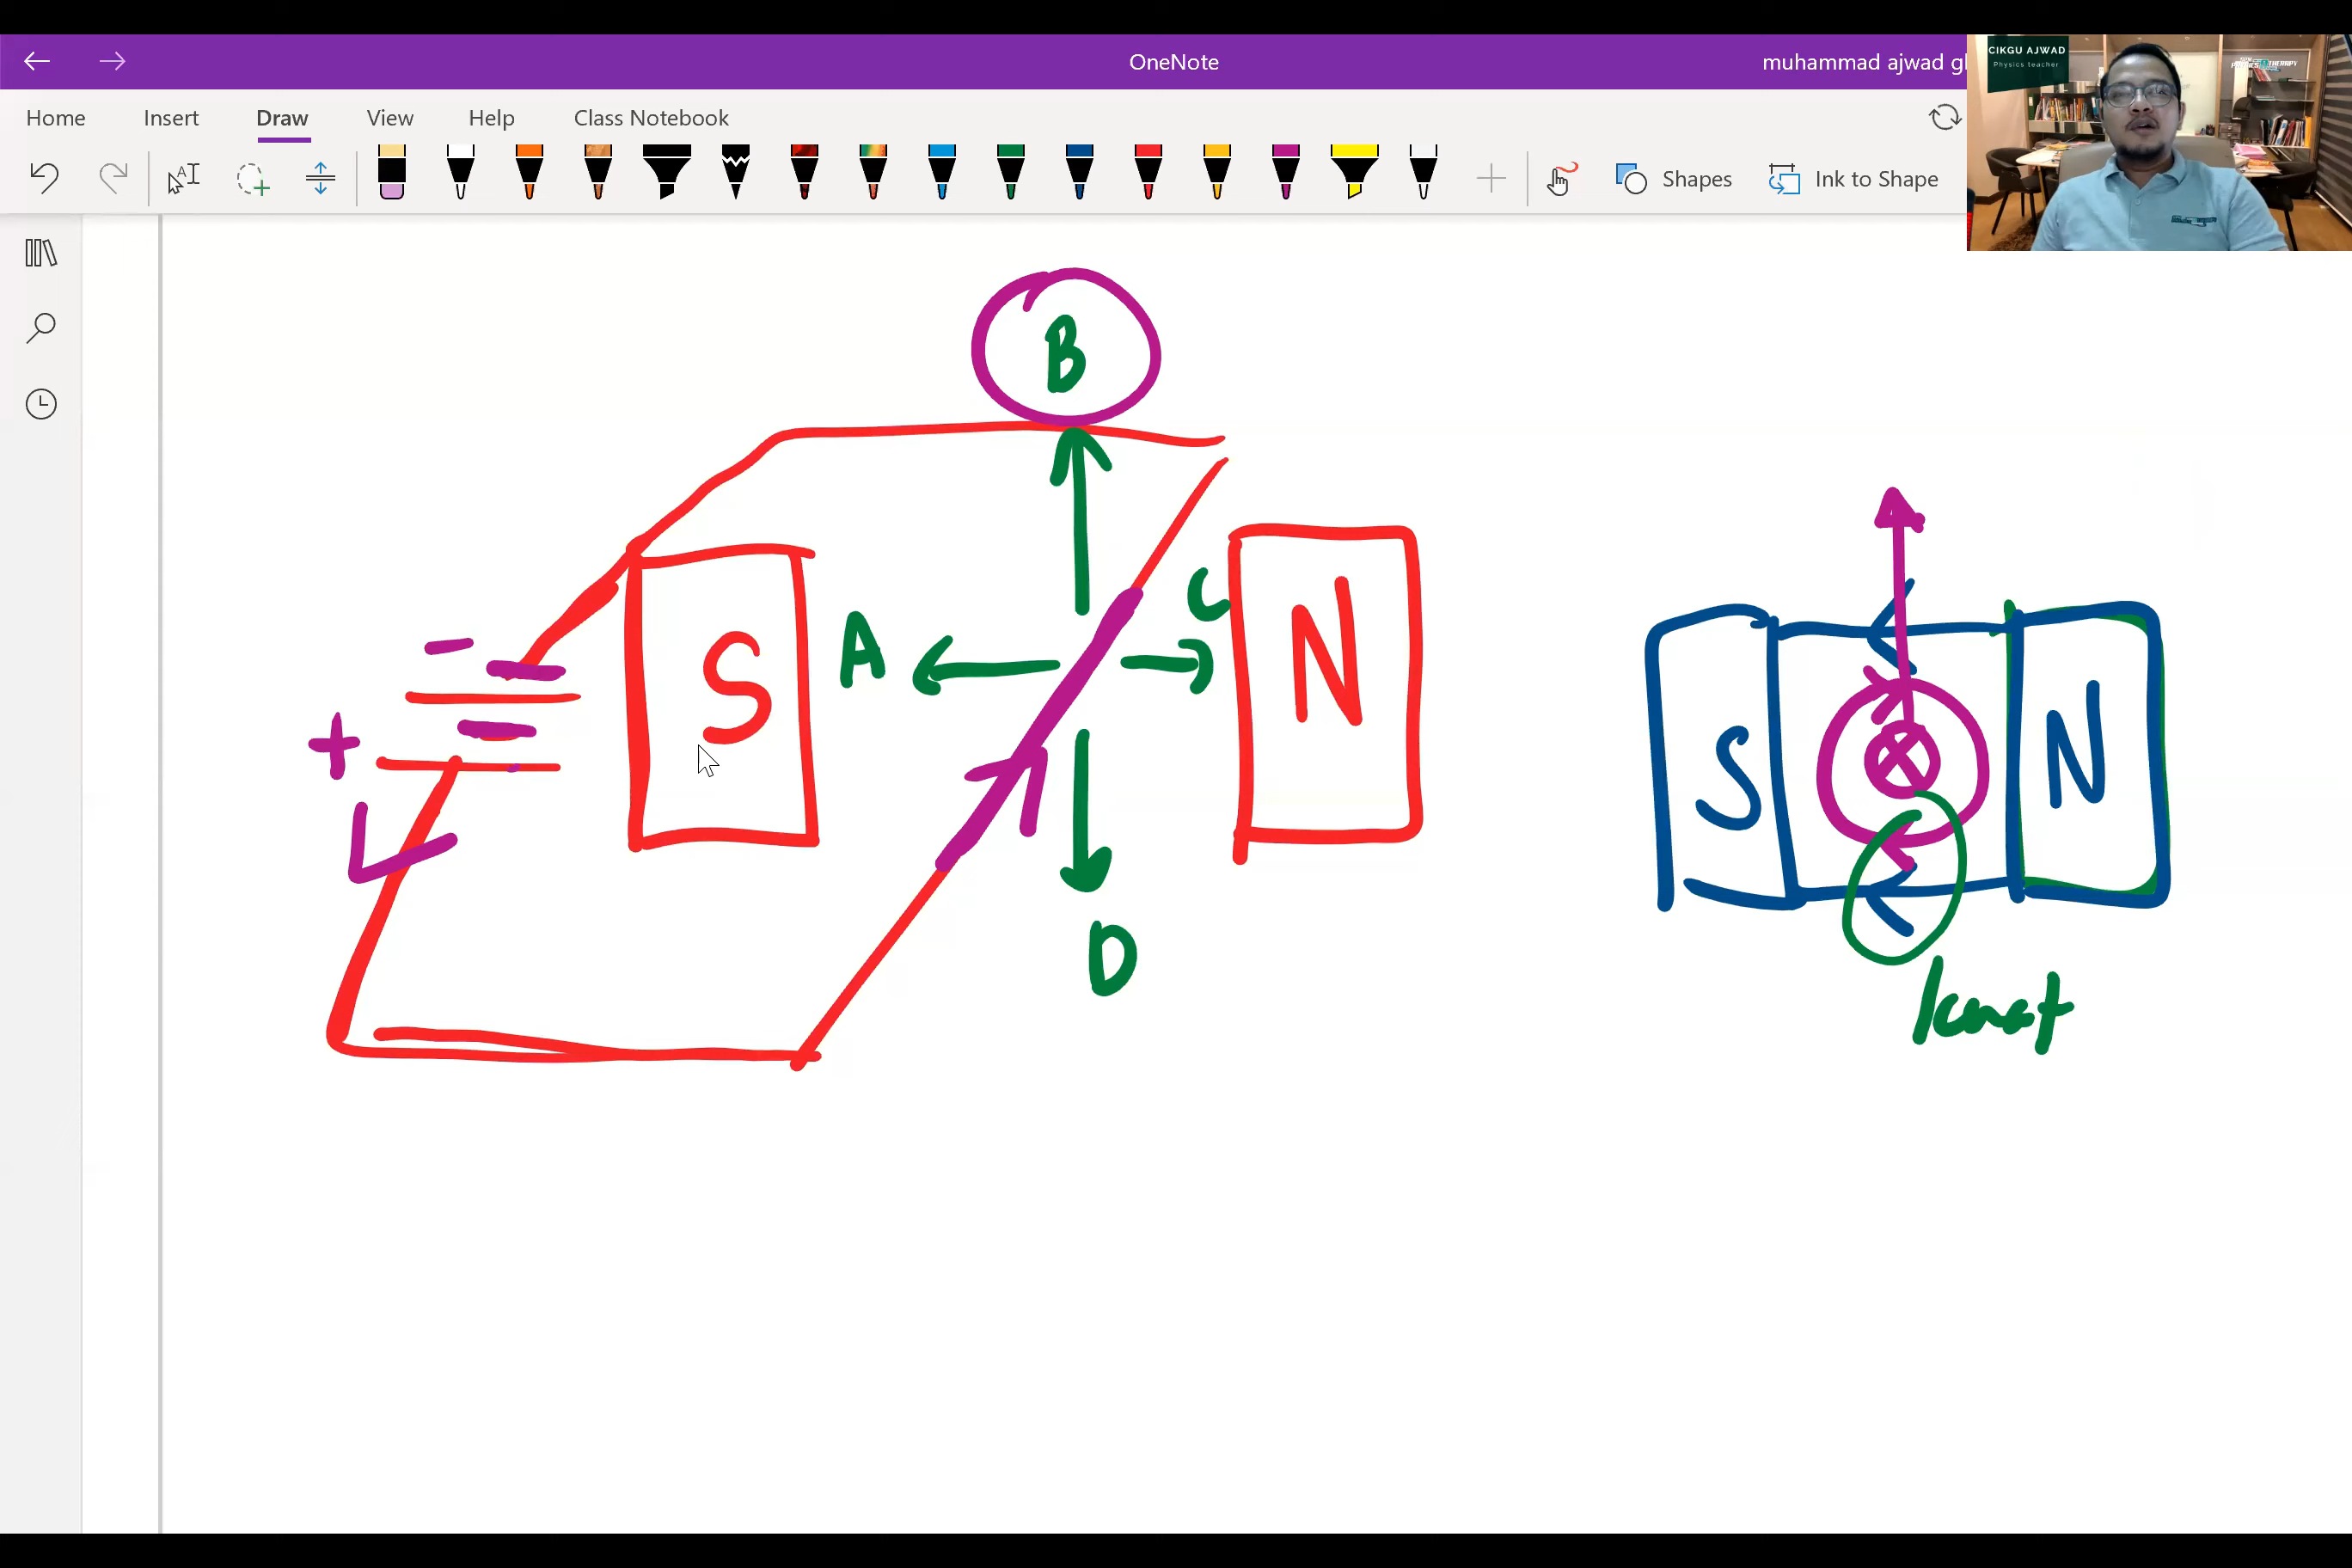 OneNote
muhammad ajwad gl
CIKGU AJWAD
Physics teacher
Home Insert Draw View Help Class Notebook
Shapes Ink to Shape
B
C
A
S
N
-
+
D
S N
kuat